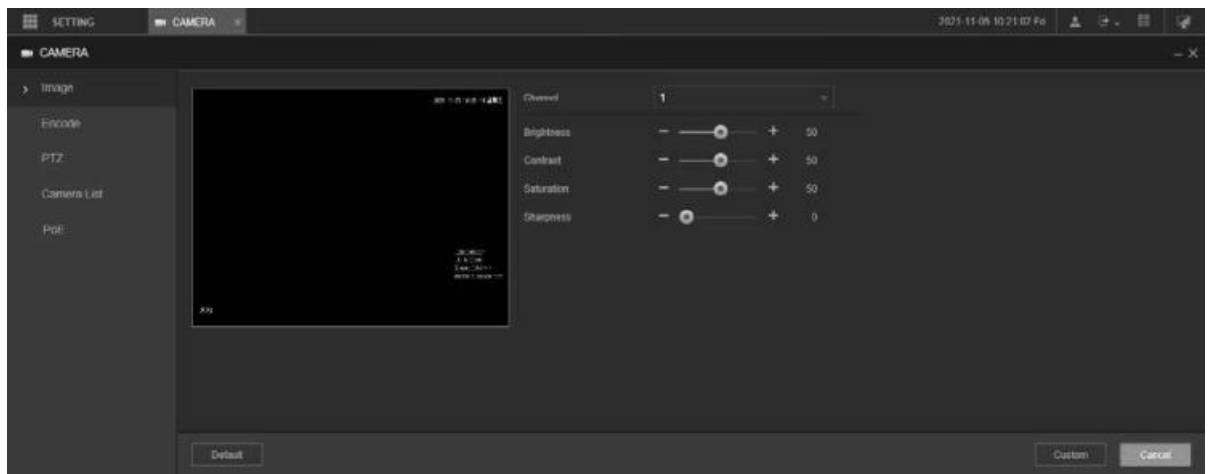 SETTING
CAMERA
2021-11-05 10:21:02 Fri
CAMERA
Image
Channel
1
Encode
Brightness
50
PTZ
Contrast
50
Camera List
Saturation
50
PoE
Sharpness
0
Default
Custom
Cancel